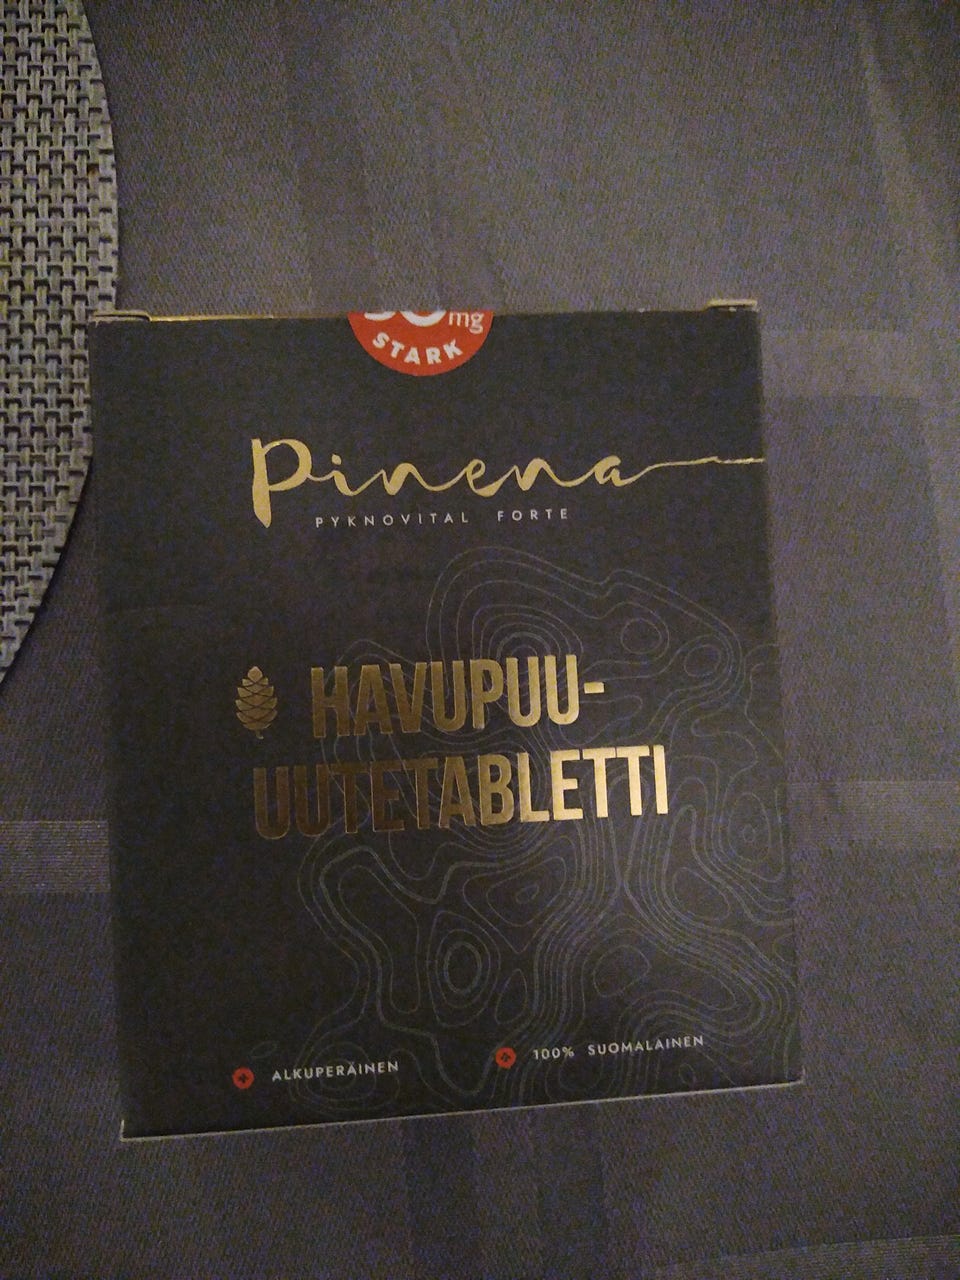 mg
STARK
Pinena
PYKNOVITAL FORTE
HAVUPUU-
UUTETABLETTI
ALKUPERÄINEN
100% SUOMALAINEN